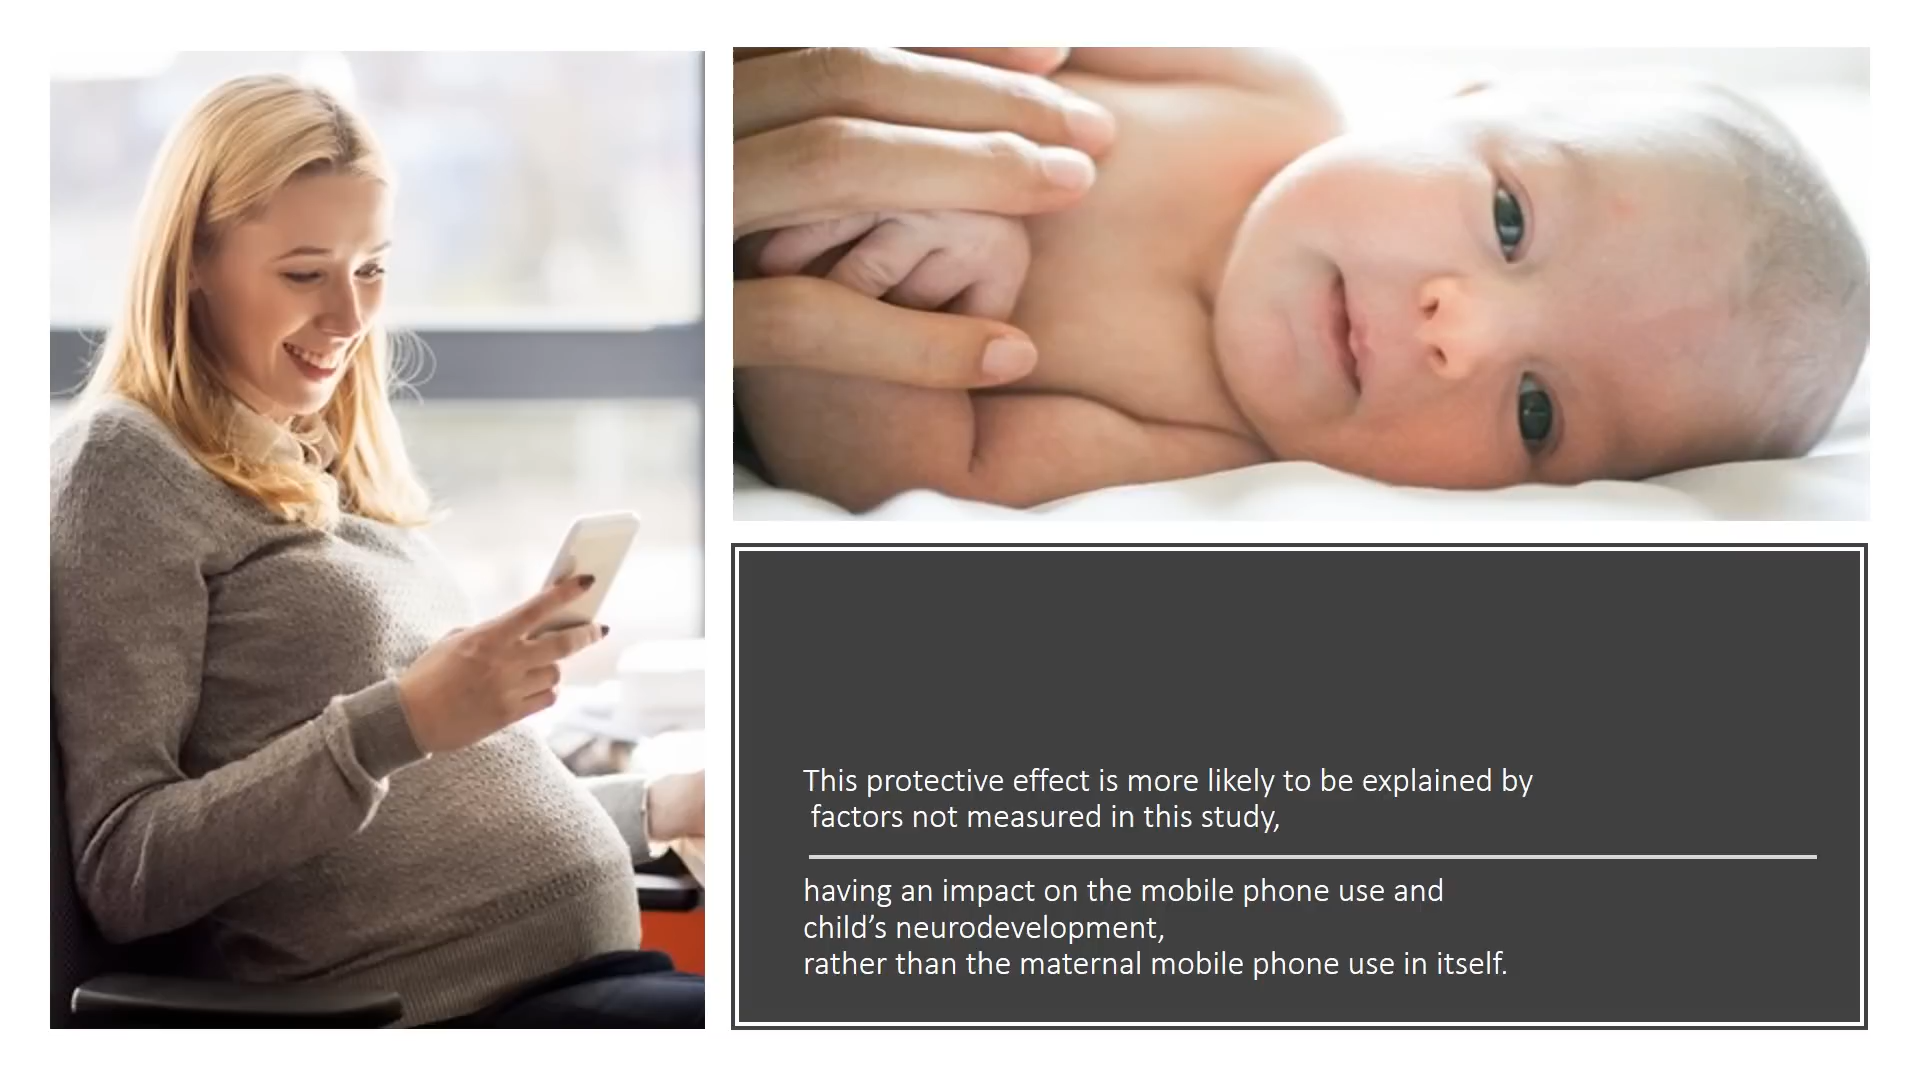 This protective effect is more likely to be explained by
factors not measured in this study,
having an impact on the mobile phone use and
child’s neurodevelopment,
rather than the maternal mobile phone use in itself.